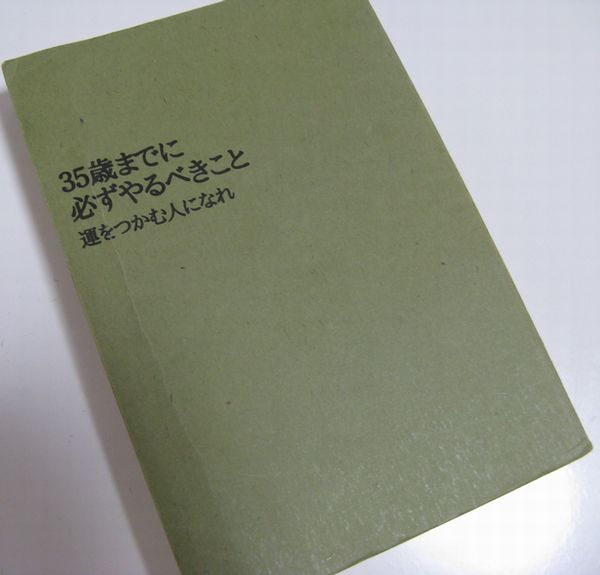 35歳までに
必ずやるべきこと
運をつかむ人になれ